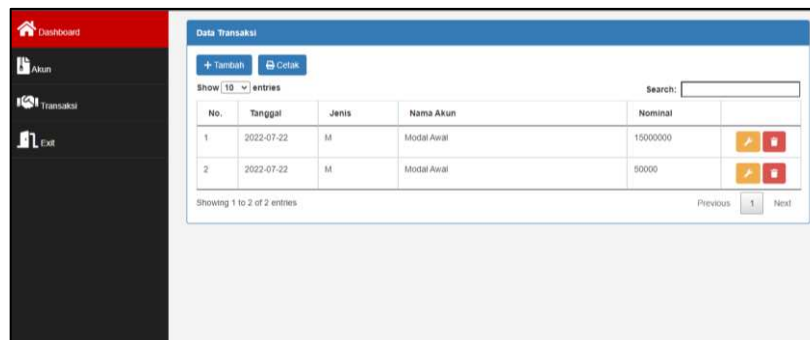 Dashboard
Akun
Transaksi
Exit
Data Transaksi
+ Tambah Cetak
Show 10 entries Search:
No. Tanggal Jenis Nama Akun Nominal
1 2022-07-22 M Modal Awal 15000000
2 2022-07-22 M Modal Awal 50000
Showing 1 to 2 of 2 entries Previous 1 Next